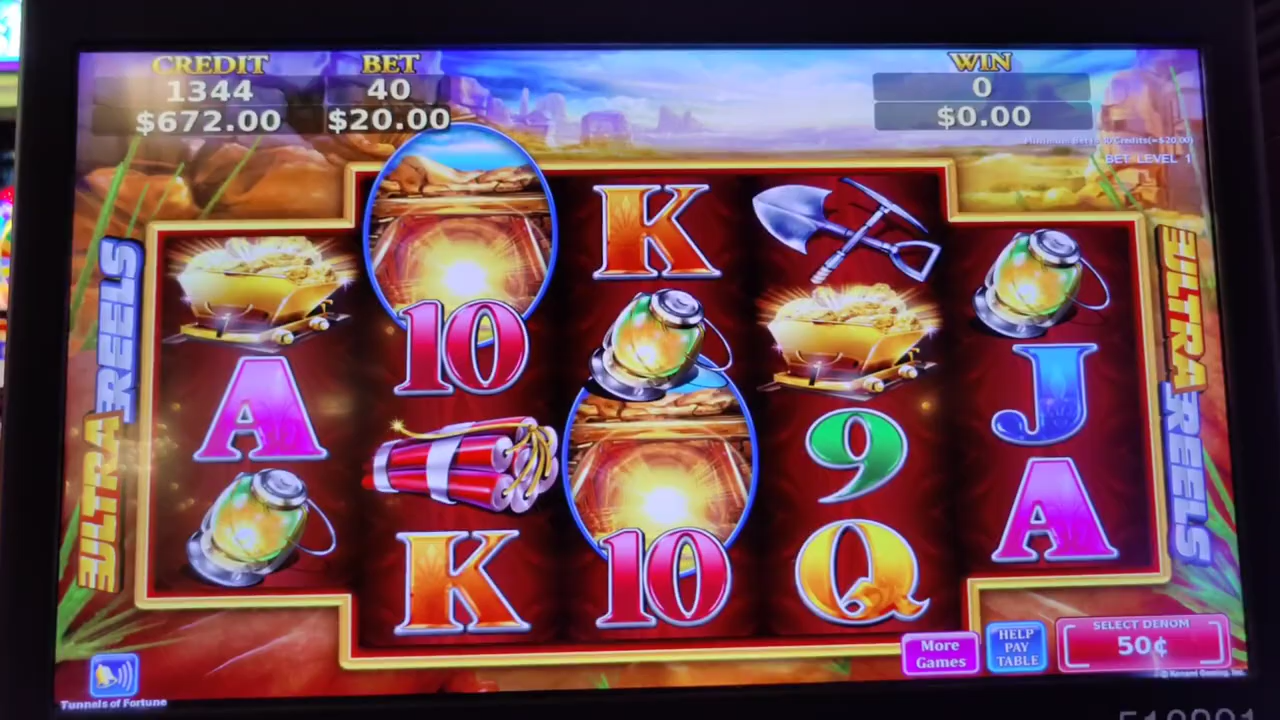 CREDIT BET WIN
1344 40 0
$672.00 $20.00 $0.00
BET LEVEL 1
ULTRA REELS
ULTRA REELS
K
10
A
J
9
A
K
10
Q
More
Games
HELP
PAY
TABLE
SELECT DENOM
50¢
Tunnels of Fortune